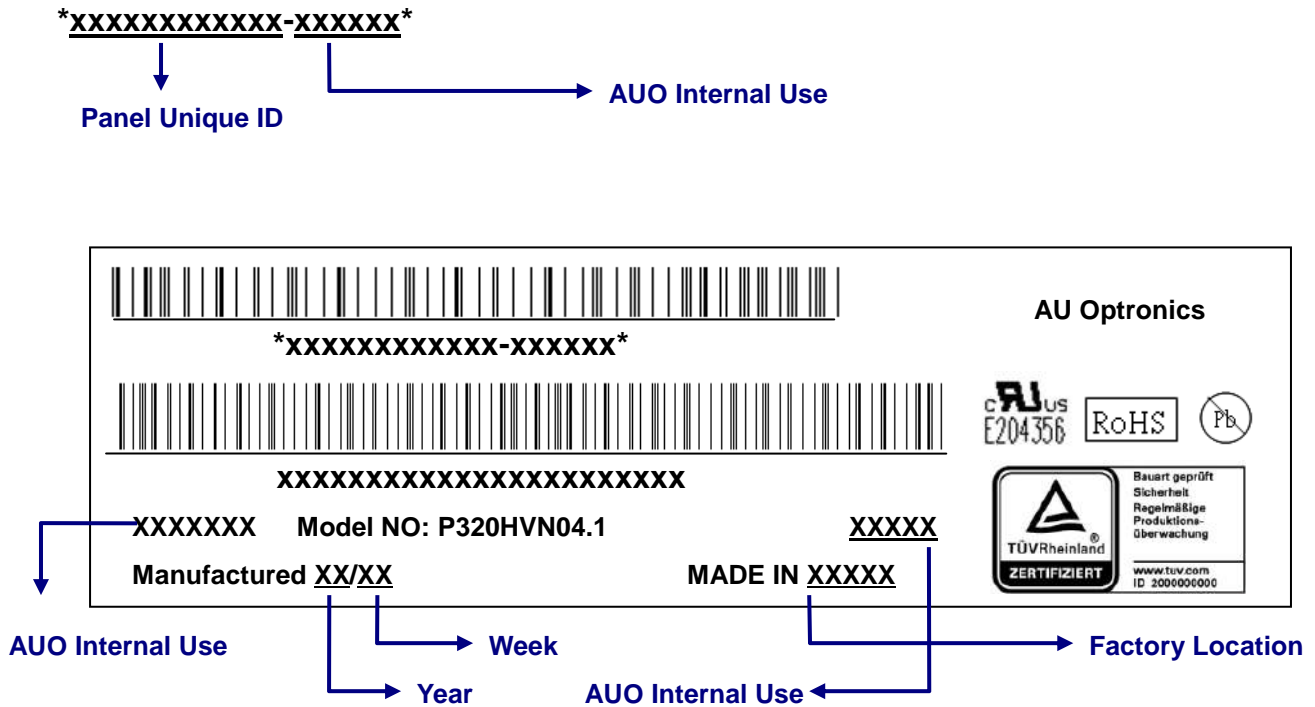 *xxxxxxxxxxxx-xxxxxx*
AUO Internal Use
Panel Unique ID
AU Optronics
*xxxxxxxxxxxx-xxxxxx*
c RU us
E204356
RoHS
Pb
xxxxxxxxxxxxxxxxxxxxxxx
Bauart geprüft
Sicherheit
Regelmäßige
Produktions-
überwachung
TÜVRheinland®
ZERTIFIZIERT
www.tuv.com
ID 2000000000
XXXXXXX Model NO: P320HVN04.1 XXXXX
Manufactured XX/XX MADE IN XXXXX
AUO Internal Use
Week
Factory Location
Year
AUO Internal Use